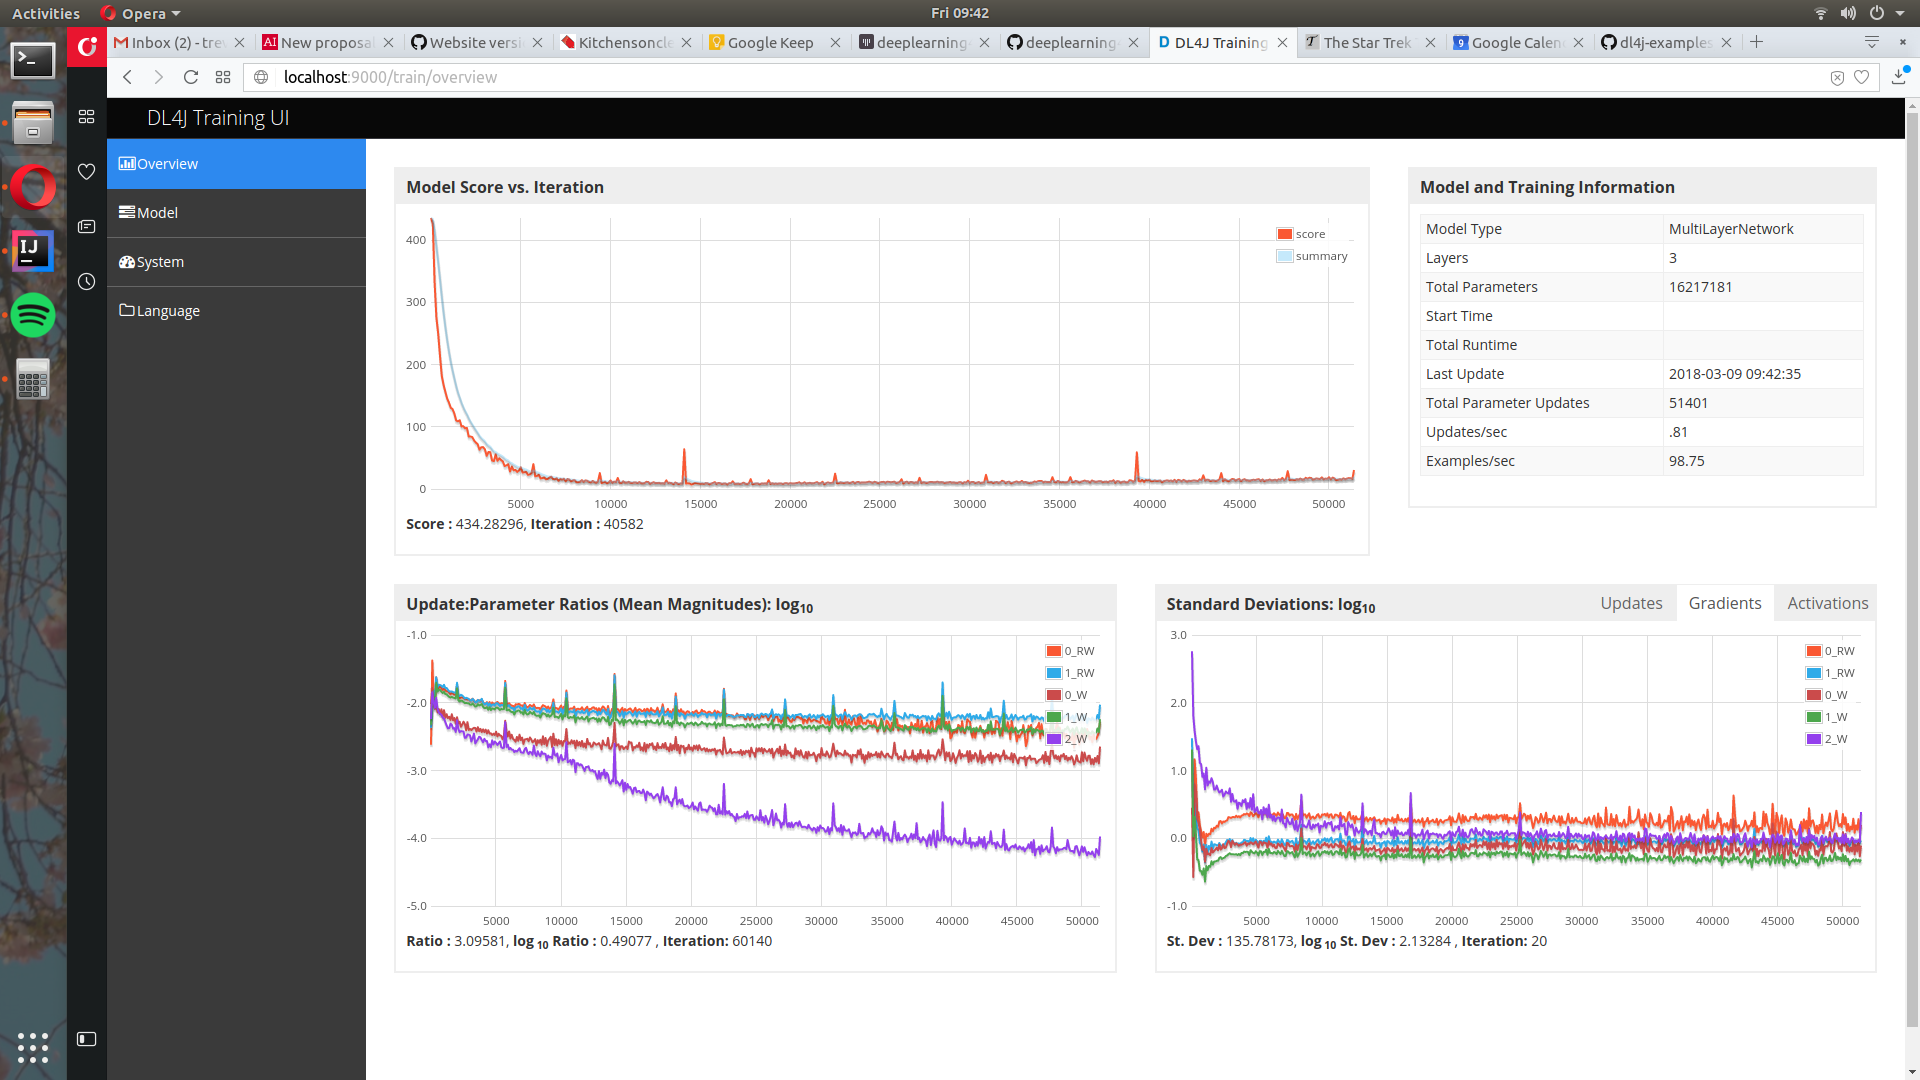 Activities Opera Fri 09:42
Inbox (2) - tre New proposa Website versi Kitchensoncle Google Keep deeplearning- deeplearning- DL4J Training The Star Trek Google Calen dl4j-examples
localhost:9000/train/overview
DL4J Training UI
Overview
Model
System
Language
Model Score vs. Iteration
score
summary
400
300
200
100
0
5000 10000 15000 20000 25000 30000 35000 40000 45000 50000
Score : 434.28296, Iteration : 40582
Model and Training Information
Model Type MultiLayerNetwork
Layers 3
Total Parameters 16217181
Start Time
Total Runtime
Last Update 2018-03-09 09:42:35
Total Parameter Updates 51401
Updates/sec .81
Examples/sec 98.75
Update:Parameter Ratios (Mean Magnitudes): log10
-1.0
-2.0
-3.0
-4.0
-5.0
0_RW
1_RW
0_W
1_W
2_W
5000 10000 15000 20000 25000 30000 35000 40000 45000 50000
Ratio : 3.09581, log 10 Ratio : 0.49077 , Iteration: 60140
Standard Deviations: log10 Updates Gradients Activations
3.0
2.0
1.0
0.0
-1.0
0_RW
1_RW
0_W
1_W
2_W
5000 10000 15000 20000 25000 30000 35000 40000 45000 50000
St. Dev : 135.78173, log 10 St. Dev : 2.13284 , Iteration: 20